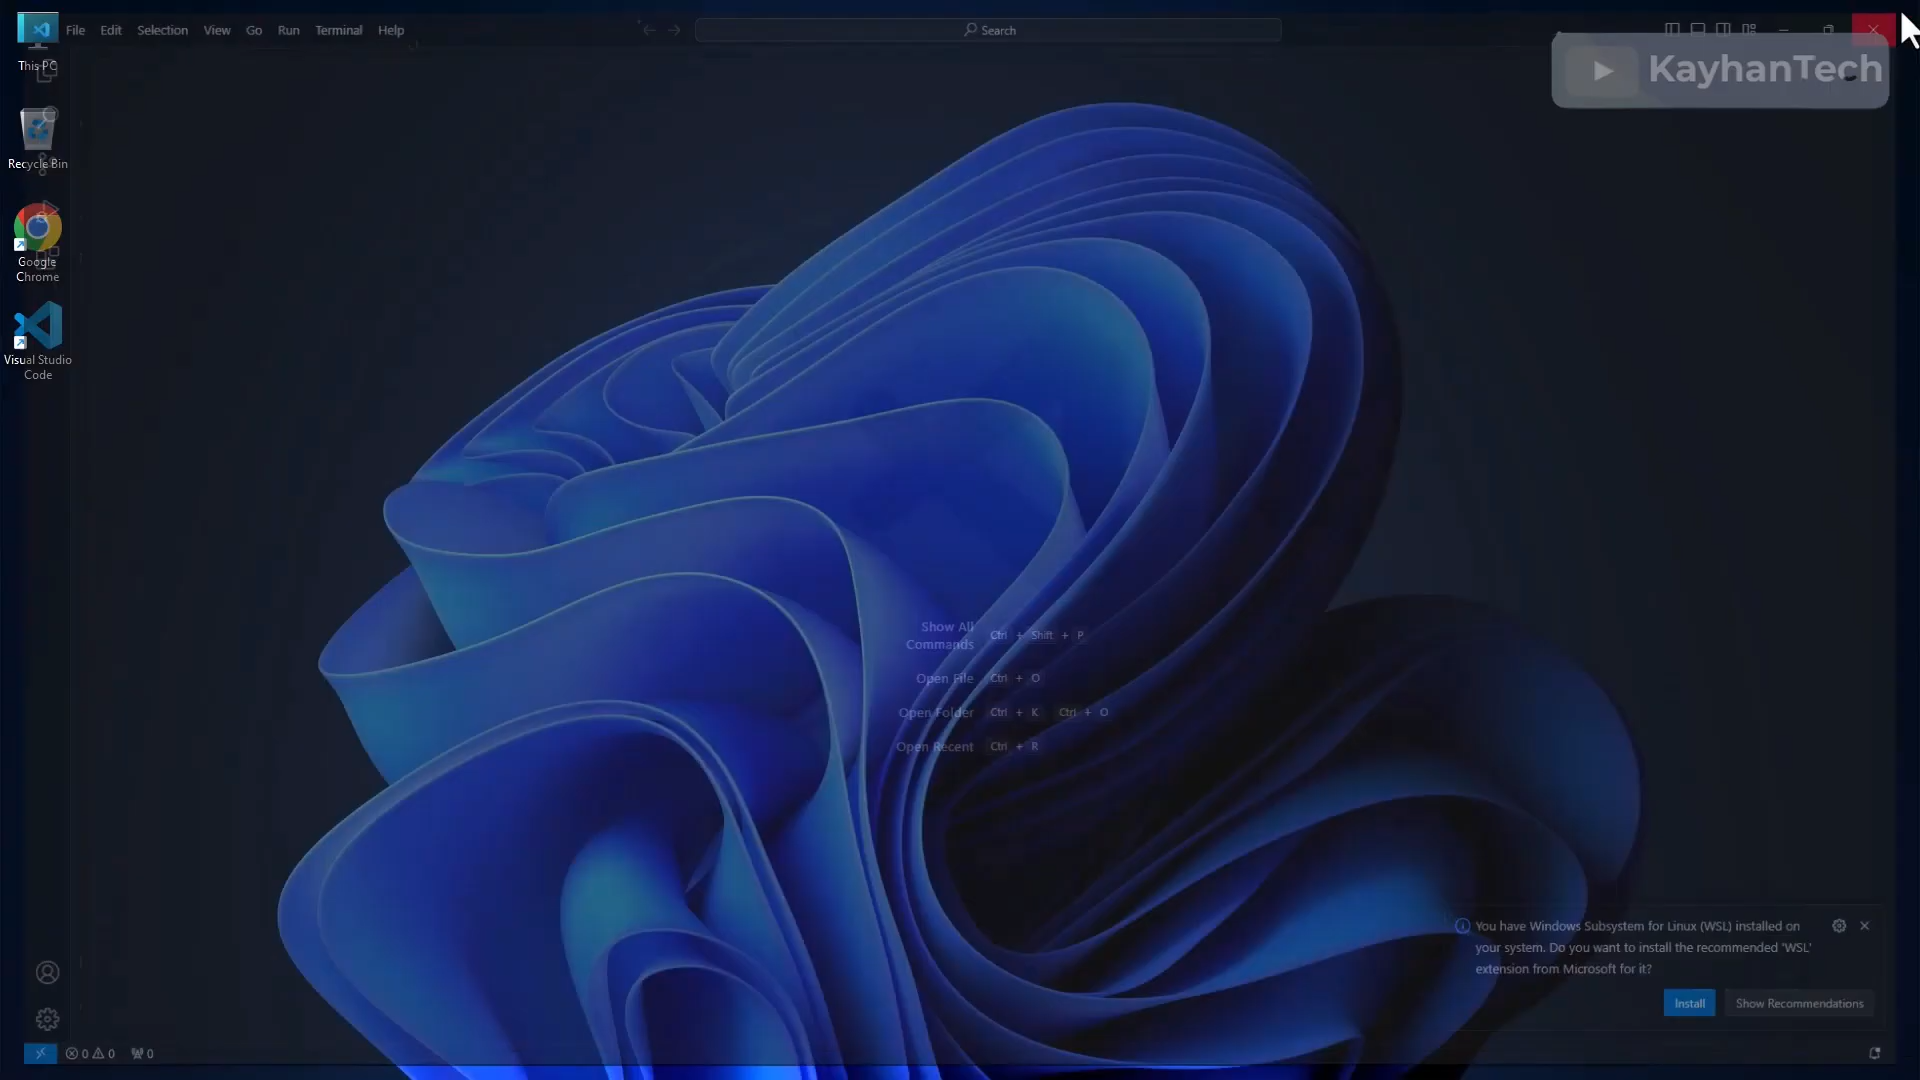 File Edit Selection View Go Run Terminal Help
Search
KayhanTech
This PC
Recycle Bin
Google
Chrome
Visual Studio
Code
Show All
Commands
Ctrl + Shift + P
Open File
Ctrl + O
Open Folder
Ctrl + K Ctrl + O
Open Recent
Ctrl + R
You have Windows Subsystem for Linux (WSL) installed on
your system. Do you want to install the recommended 'WSL'
extension from Microsoft for it?
Install
Show Recommendations
0 0 0